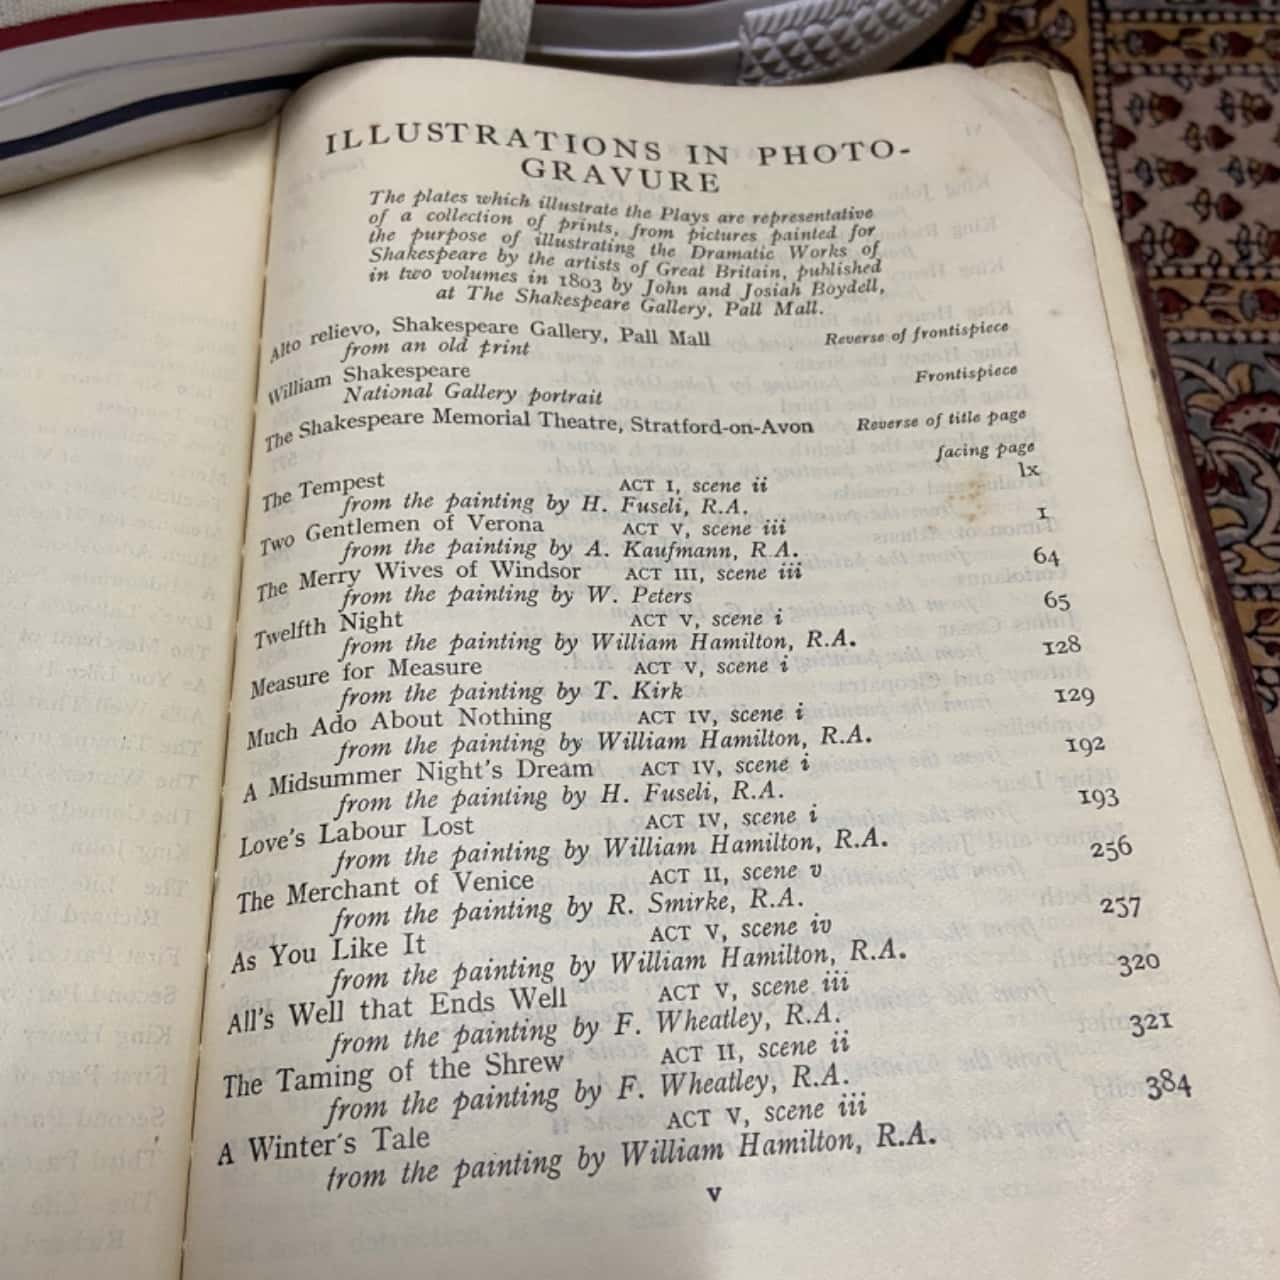 ILLUSTRATIONS IN PHOTO-
GRAVURE
The plates which illustrate the Plays are representative
of a collection of prints, from pictures painted for
the purpose of illustrating the Dramatic Works of
Shakespeare by the artists of Great Britain, published
in two volumes in 1803 by John and Josiah Boydell,
at The Shakespeare Gallery, Pall Mall.
Alto relievo, Shakespeare Gallery, Pall Mall Reverse of frontispiece
from an old print
William Shakespeare Frontispiece
National Gallery portrait
The Shakespeare Memorial Theatre, Stratford-on-Avon Reverse of title page
facing page
The Tempest ACT I, scene ii lx
from the painting by H. Fuseli, R.A.
Two Gentlemen of Verona ACT V, scene iii 1
from the painting by A. Kaufmann, R.A.
The Merry Wives of Windsor ACT III, scene iii 64
from the painting by W. Peters
Twelfth Night ACT V, scene i 65
from the painting by William Hamilton, R.A.
Measure for Measure ACT V, scene i 128
from the painting by T. Kirk
Much Ado About Nothing ACT IV, scene i 129
from the painting by William Hamilton, R.A.
A Midsummer Night's Dream ACT IV, scene i 192
from the painting by H. Fuseli, R.A.
Love's Labour Lost ACT IV, scene i 193
from the painting by William Hamilton, R.A.
The Merchant of Venice ACT II, scene v 256
from the painting by R. Smirke, R.A.
As You Like It ACT V, scene iv 257
from the painting by William Hamilton, R.A.
All's Well that Ends Well ACT V, scene iii 320
from the painting by F. Wheatley, R.A.
The Taming of the Shrew ACT II, scene ii 321
from the painting by F. Wheatley, R.A.
A Winter's Tale ACT V, scene iii 384
from the painting by William Hamilton, R.A.
v